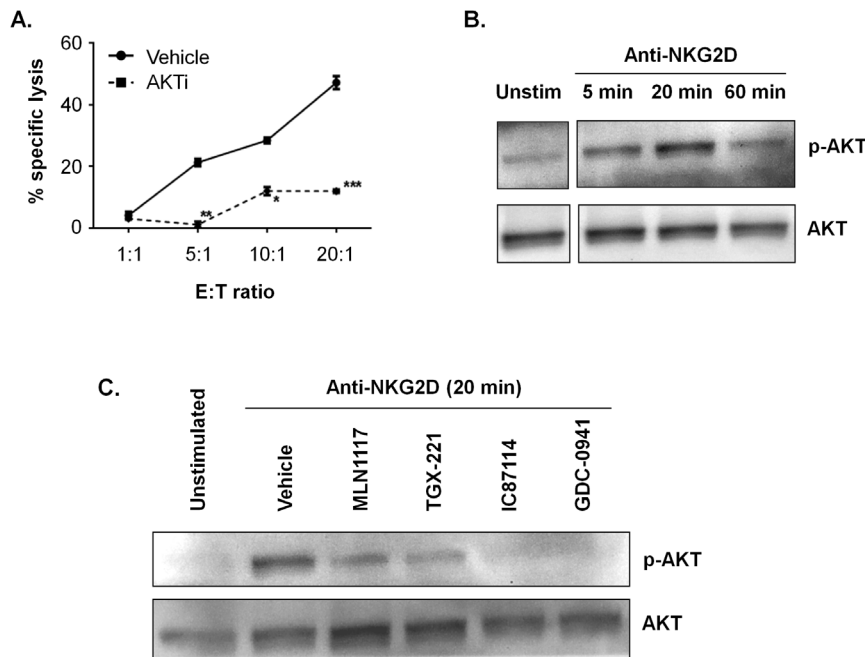 A.
60
40
20
0
% specific lysis
Vehicle
AKTi
**
*
***
1:1 5:1 10:1 20:1
E:T ratio
B.
Anti-NKG2D
Unstim 5 min 20 min 60 min
p-AKT
AKT
C.
Anti-NKG2D (20 min)
Unstimulated
Vehicle
MLN1117
TGX-221
IC87114
GDC-0941
p-AKT
AKT